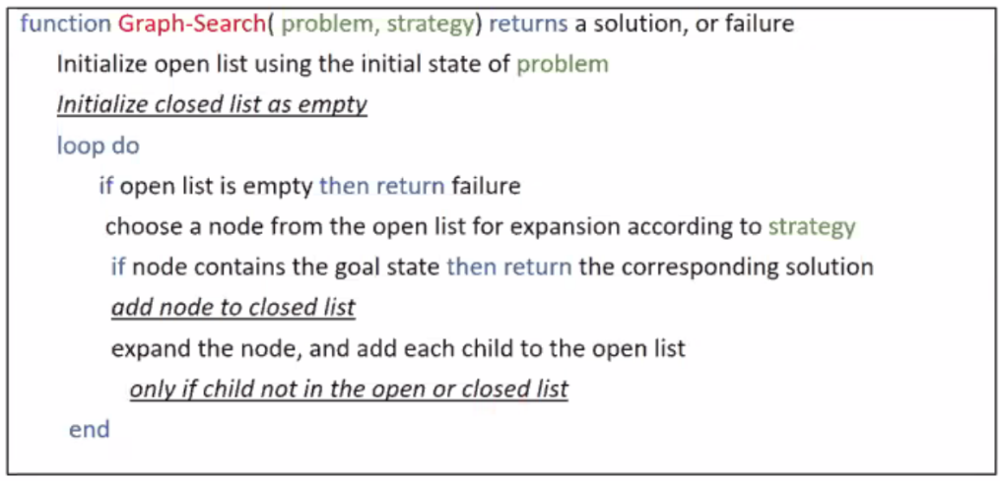 function Graph-Search( problem, strategy) returns a solution, or failure
Initialize open list using the initial state of problem
Initialize closed list as empty
loop do
if open list is empty then return failure
choose a node from the open list for expansion according to strategy
if node contains the goal state then return the corresponding solution
add node to closed list
expand the node, and add each child to the open list
only if child not in the open or closed list
end